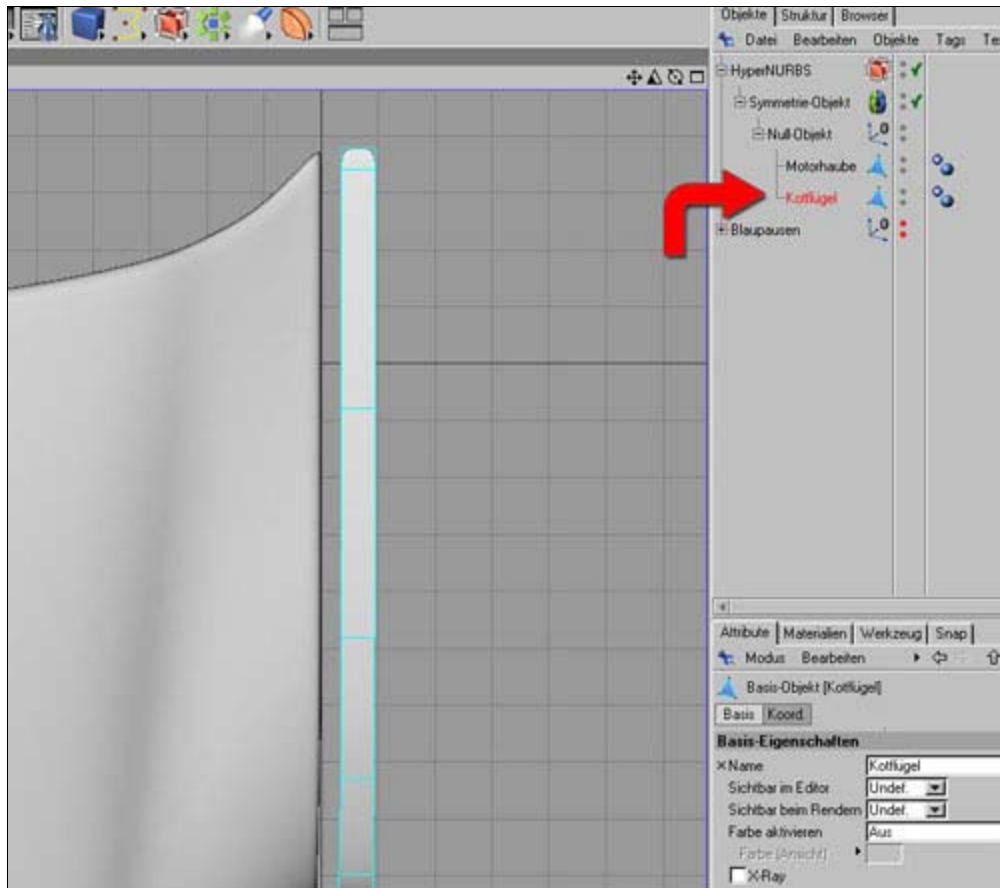 Objekte Struktur Browser
Datei Bearbeiten Objekte Tags
HyperNURBS
Symmetrie-Objekt
Null-Objekt
Motorhaube
Kotflügel
Blaupausen
Attribute Materialien Werkzeug Snap
Modus Bearbeiten
Basis-Objekt [Kotflügel]
Basis Koord.
Basis-Eigenschaften
Name Kotflügel
Sichtbar im Editor Undef.
Sichtbar beim Rendern Undef.
Farbe aktivieren Aus
Farbe (Ansicht)
X-Ray